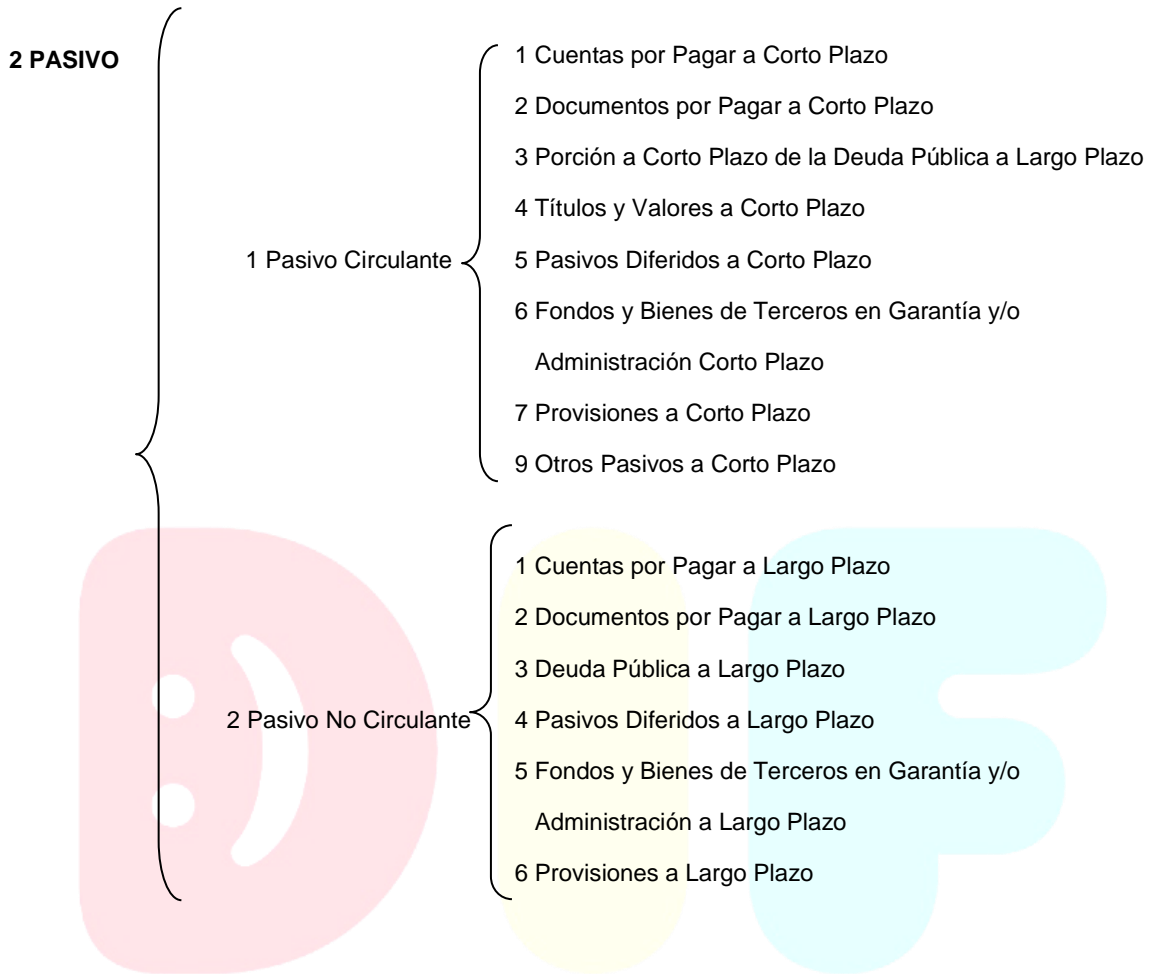 2 PASIVO
1 Pasivo Circulante
1 Cuentas por Pagar a Corto Plazo
2 Documentos por Pagar a Corto Plazo
3 Porción a Corto Plazo de la Deuda Pública a Largo Plazo
4 Títulos y Valores a Corto Plazo
5 Pasivos Diferidos a Corto Plazo
6 Fondos y Bienes de Terceros en Garantía y/o
Administración Corto Plazo
7 Provisiones a Corto Plazo
9 Otros Pasivos a Corto Plazo
2 Pasivo No Circulante
1 Cuentas por Pagar a Largo Plazo
2 Documentos por Pagar a Largo Plazo
3 Deuda Pública a Largo Plazo
4 Pasivos Diferidos a Largo Plazo
5 Fondos y Bienes de Terceros en Garantía y/o
Administración a Largo Plazo
6 Provisiones a Largo Plazo
DIF